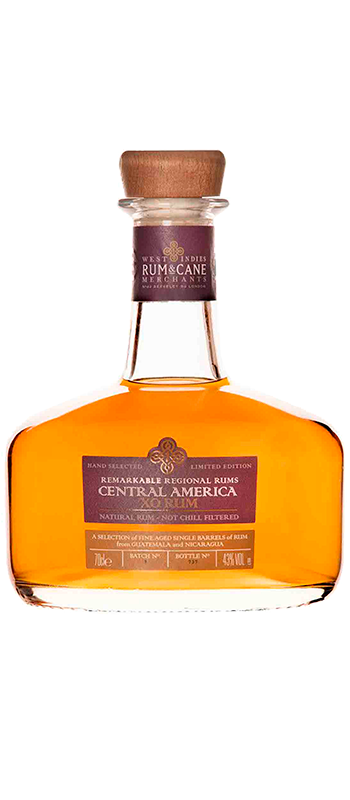 WEST INDIES
RUM & CANE
MERCHANTS
HAND SELECTED LIMITED EDITION
REMARKABLE REGIONAL RUMS
CENTRAL AMERICA
XO RUM
NATURAL RUM - NOT CHILL FILTERED
A SELECTION of FINE AGED SINGLE BARRELS of RUM
from GUATEMALA and NICARAGUA
70cl℮ BATCH Nº BOTTLE Nº 43% VOL